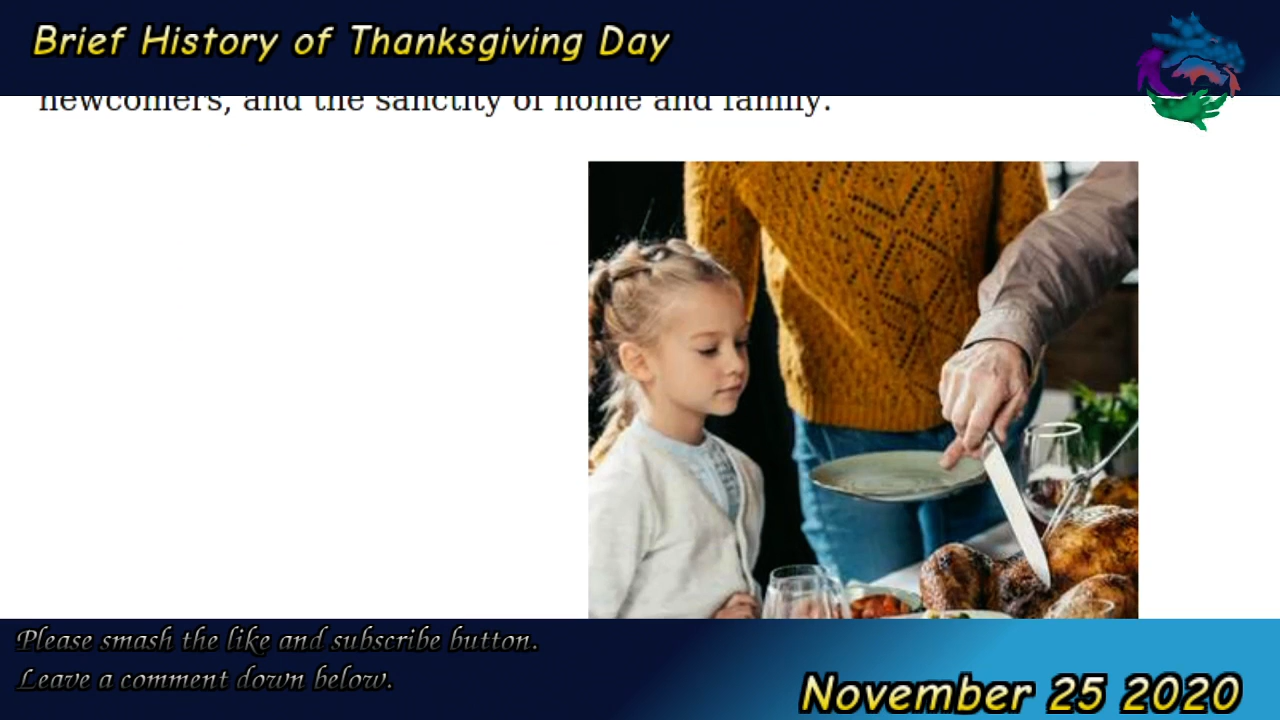 Brief History of Thanksgiving Day
newcomers, and the sanctity of home and family.
Please smash the like and subscribe button.
Leave a comment down below.
November 25 2020